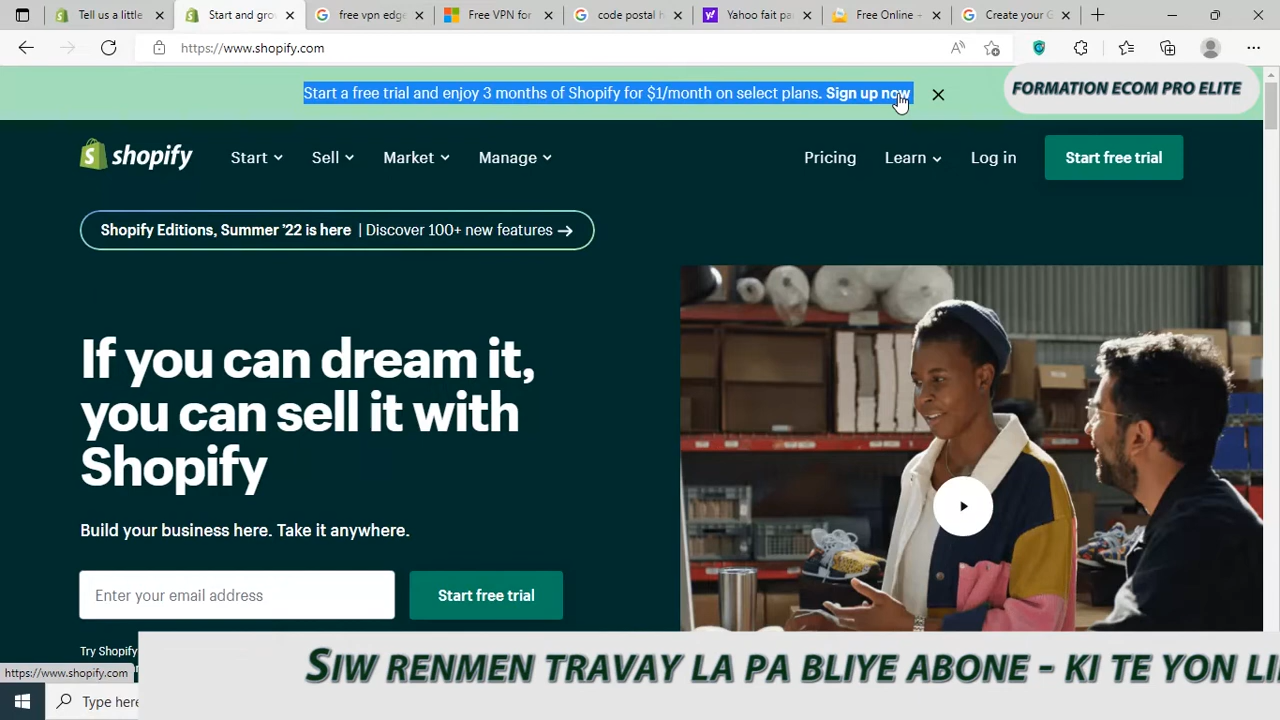 Tell us a little
Start and gro
free vpn edge
Free VPN for
code postal h
Yahoo fait pa
Free Online
Create your G
https://www.shopify.com
Start a free trial and enjoy 3 months of Shopify for $1/month on select plans. Sign up now
FORMATION ECOM PRO ELITE
shopify
Start
Sell
Market
Manage
Pricing
Learn
Log in
Start free trial
Shopify Editions, Summer ’22 is here | Discover 100+ new features →
If you can dream it,
you can sell it with
Shopify
Build your business here. Take it anywhere.
Enter your email address
Start free trial
Try Shopify
https://www.shopify.com
SIW RENMEN TRAVAY LA PA BLIYE ABONE - KI TE YON
Type here